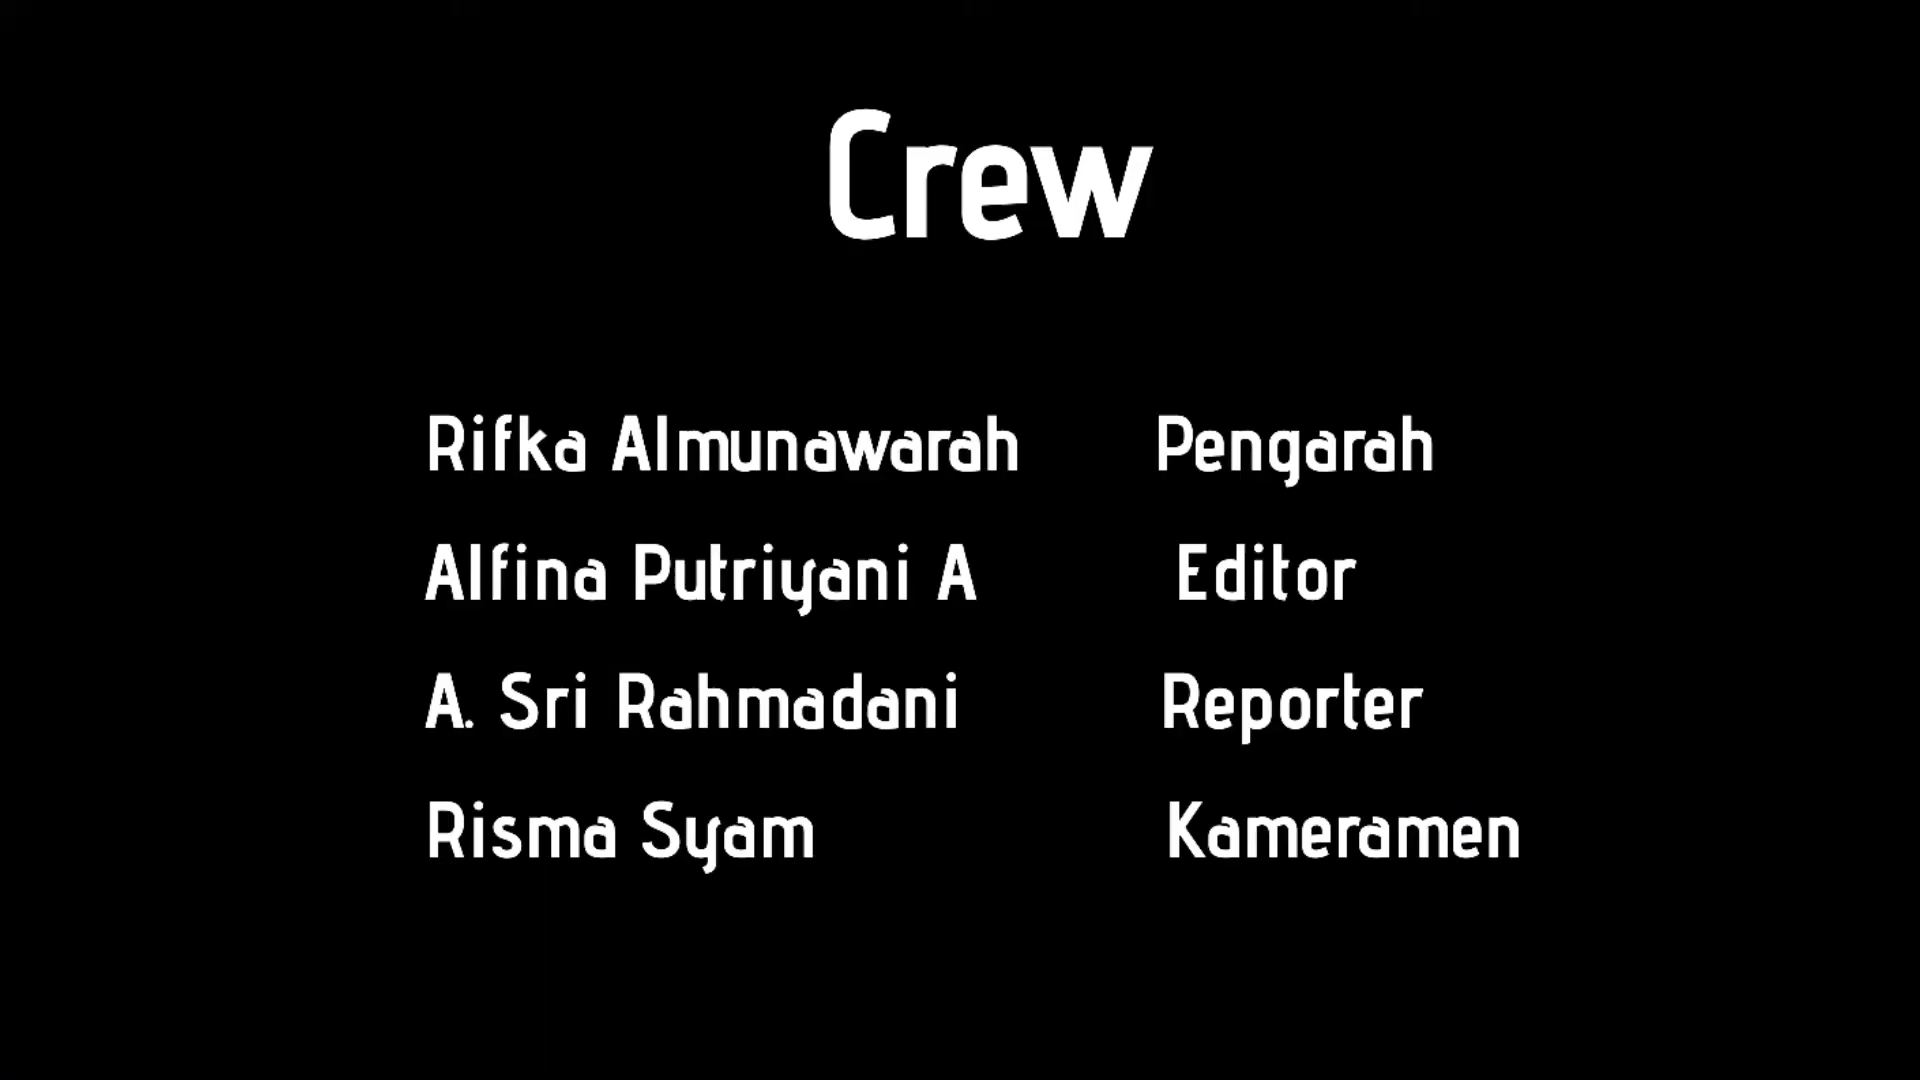 Crew
Rifka Almunawarah Pengarah
Alfina Putriyani A Editor
A. Sri Rahmadani Reporter
Risma Syam Kameramen